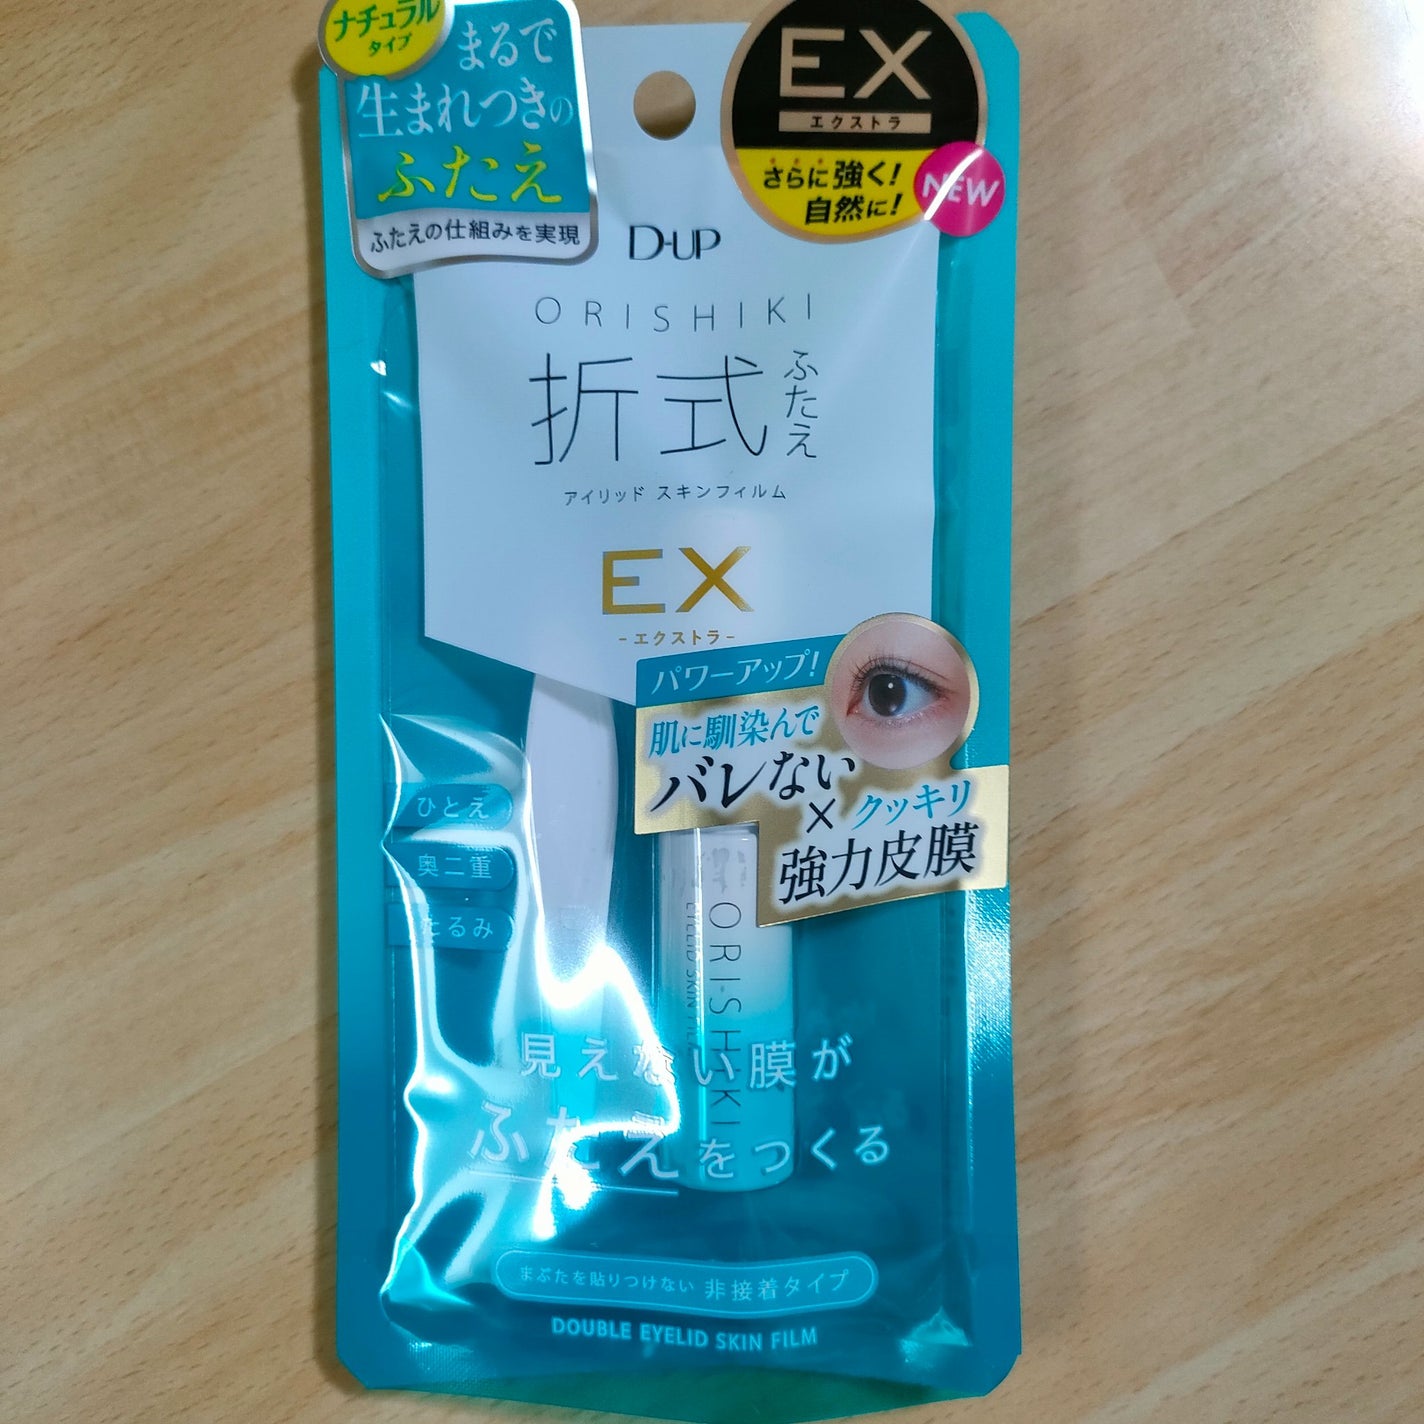 ナチュラル
タイプ
まるで
生まれつきの
ふたえ
ふたえの仕組みを実現
EX
エクストラ
さらに強く!
自然に!
NEW
D-UP
ORISHIKI
折式
ふたえ
アイリッド スキンフィルム
EX
-エクストラ-
パワーアップ!
肌に馴染んで
バレない
×クッキリ
強力皮膜
ひとえ
奥二重
たるみ
ORI-SHIKI
EYELID SKIN
見えない膜が
ふたえをつくる
まぶたを貼りつけない 非接着タイプ
DOUBLE EYELID SKIN FILM